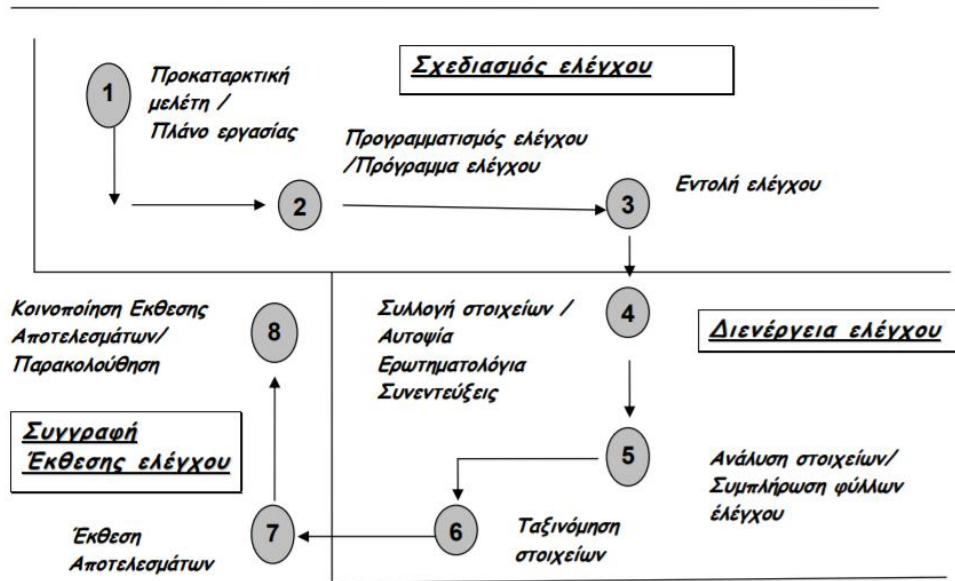 Σχεδιασμός ελέγχου
1
Προκαταρκτική
μελέτη /
Πλάνο εργασίας
2
Προγραμματισμός ελέγχου
/Πρόγραμμα ελέγχου
3
Εντολή ελέγχου
Διενέργεια ελέγχου
4
Συλλογή στοιχείων /
Αυτοψία
Ερωτηματολόγια
Συνεντεύξεις
5
Ανάλυση στοιχείων/
Συμπλήρωση φύλλων
έλέγχου
6
Ταξινόμηση
στοιχείων
Συγγραφή
Έκθεσης ελέγχου
7
Έκθεση
Αποτελεσμάτων
8
Κοινοποίηση Εκθεσης
Αποτελεσμάτων/
Παρακολούθηση